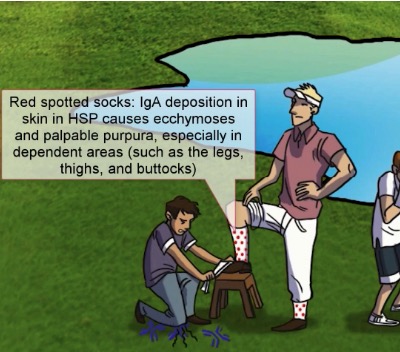 Red spotted socks: IgA deposition in
skin in HSP causes ecchymoses
and palpable purpura, especially in
dependent areas (such as the legs,
thighs, and buttocks)